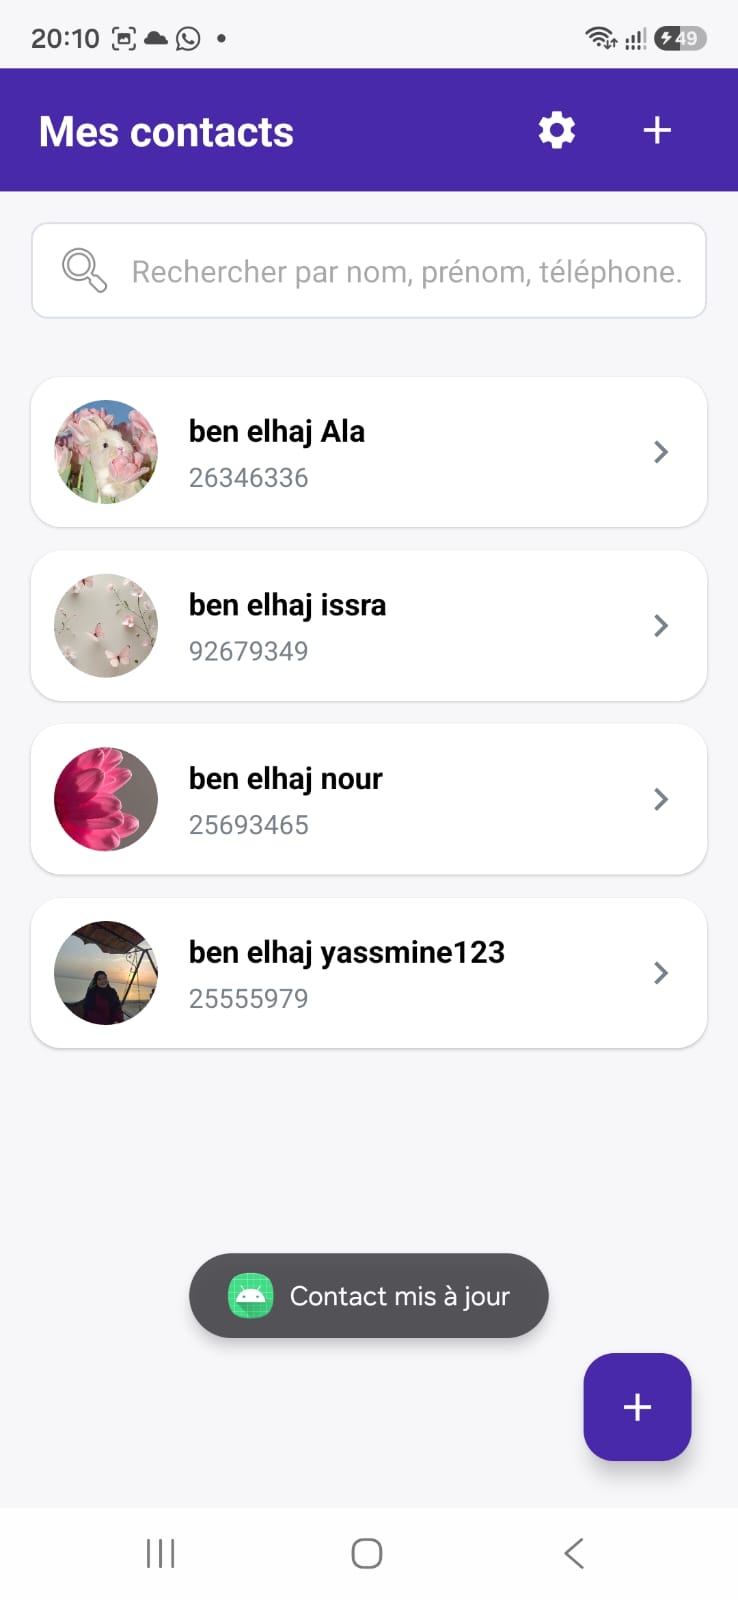 20:10
49
Mes contacts
Rechercher par nom, prénom, téléphone.
ben elhaj Ala
26346336
ben elhaj issra
92679349
ben elhaj nour
25693465
ben elhaj yassmine123
25555979
Contact mis à jour